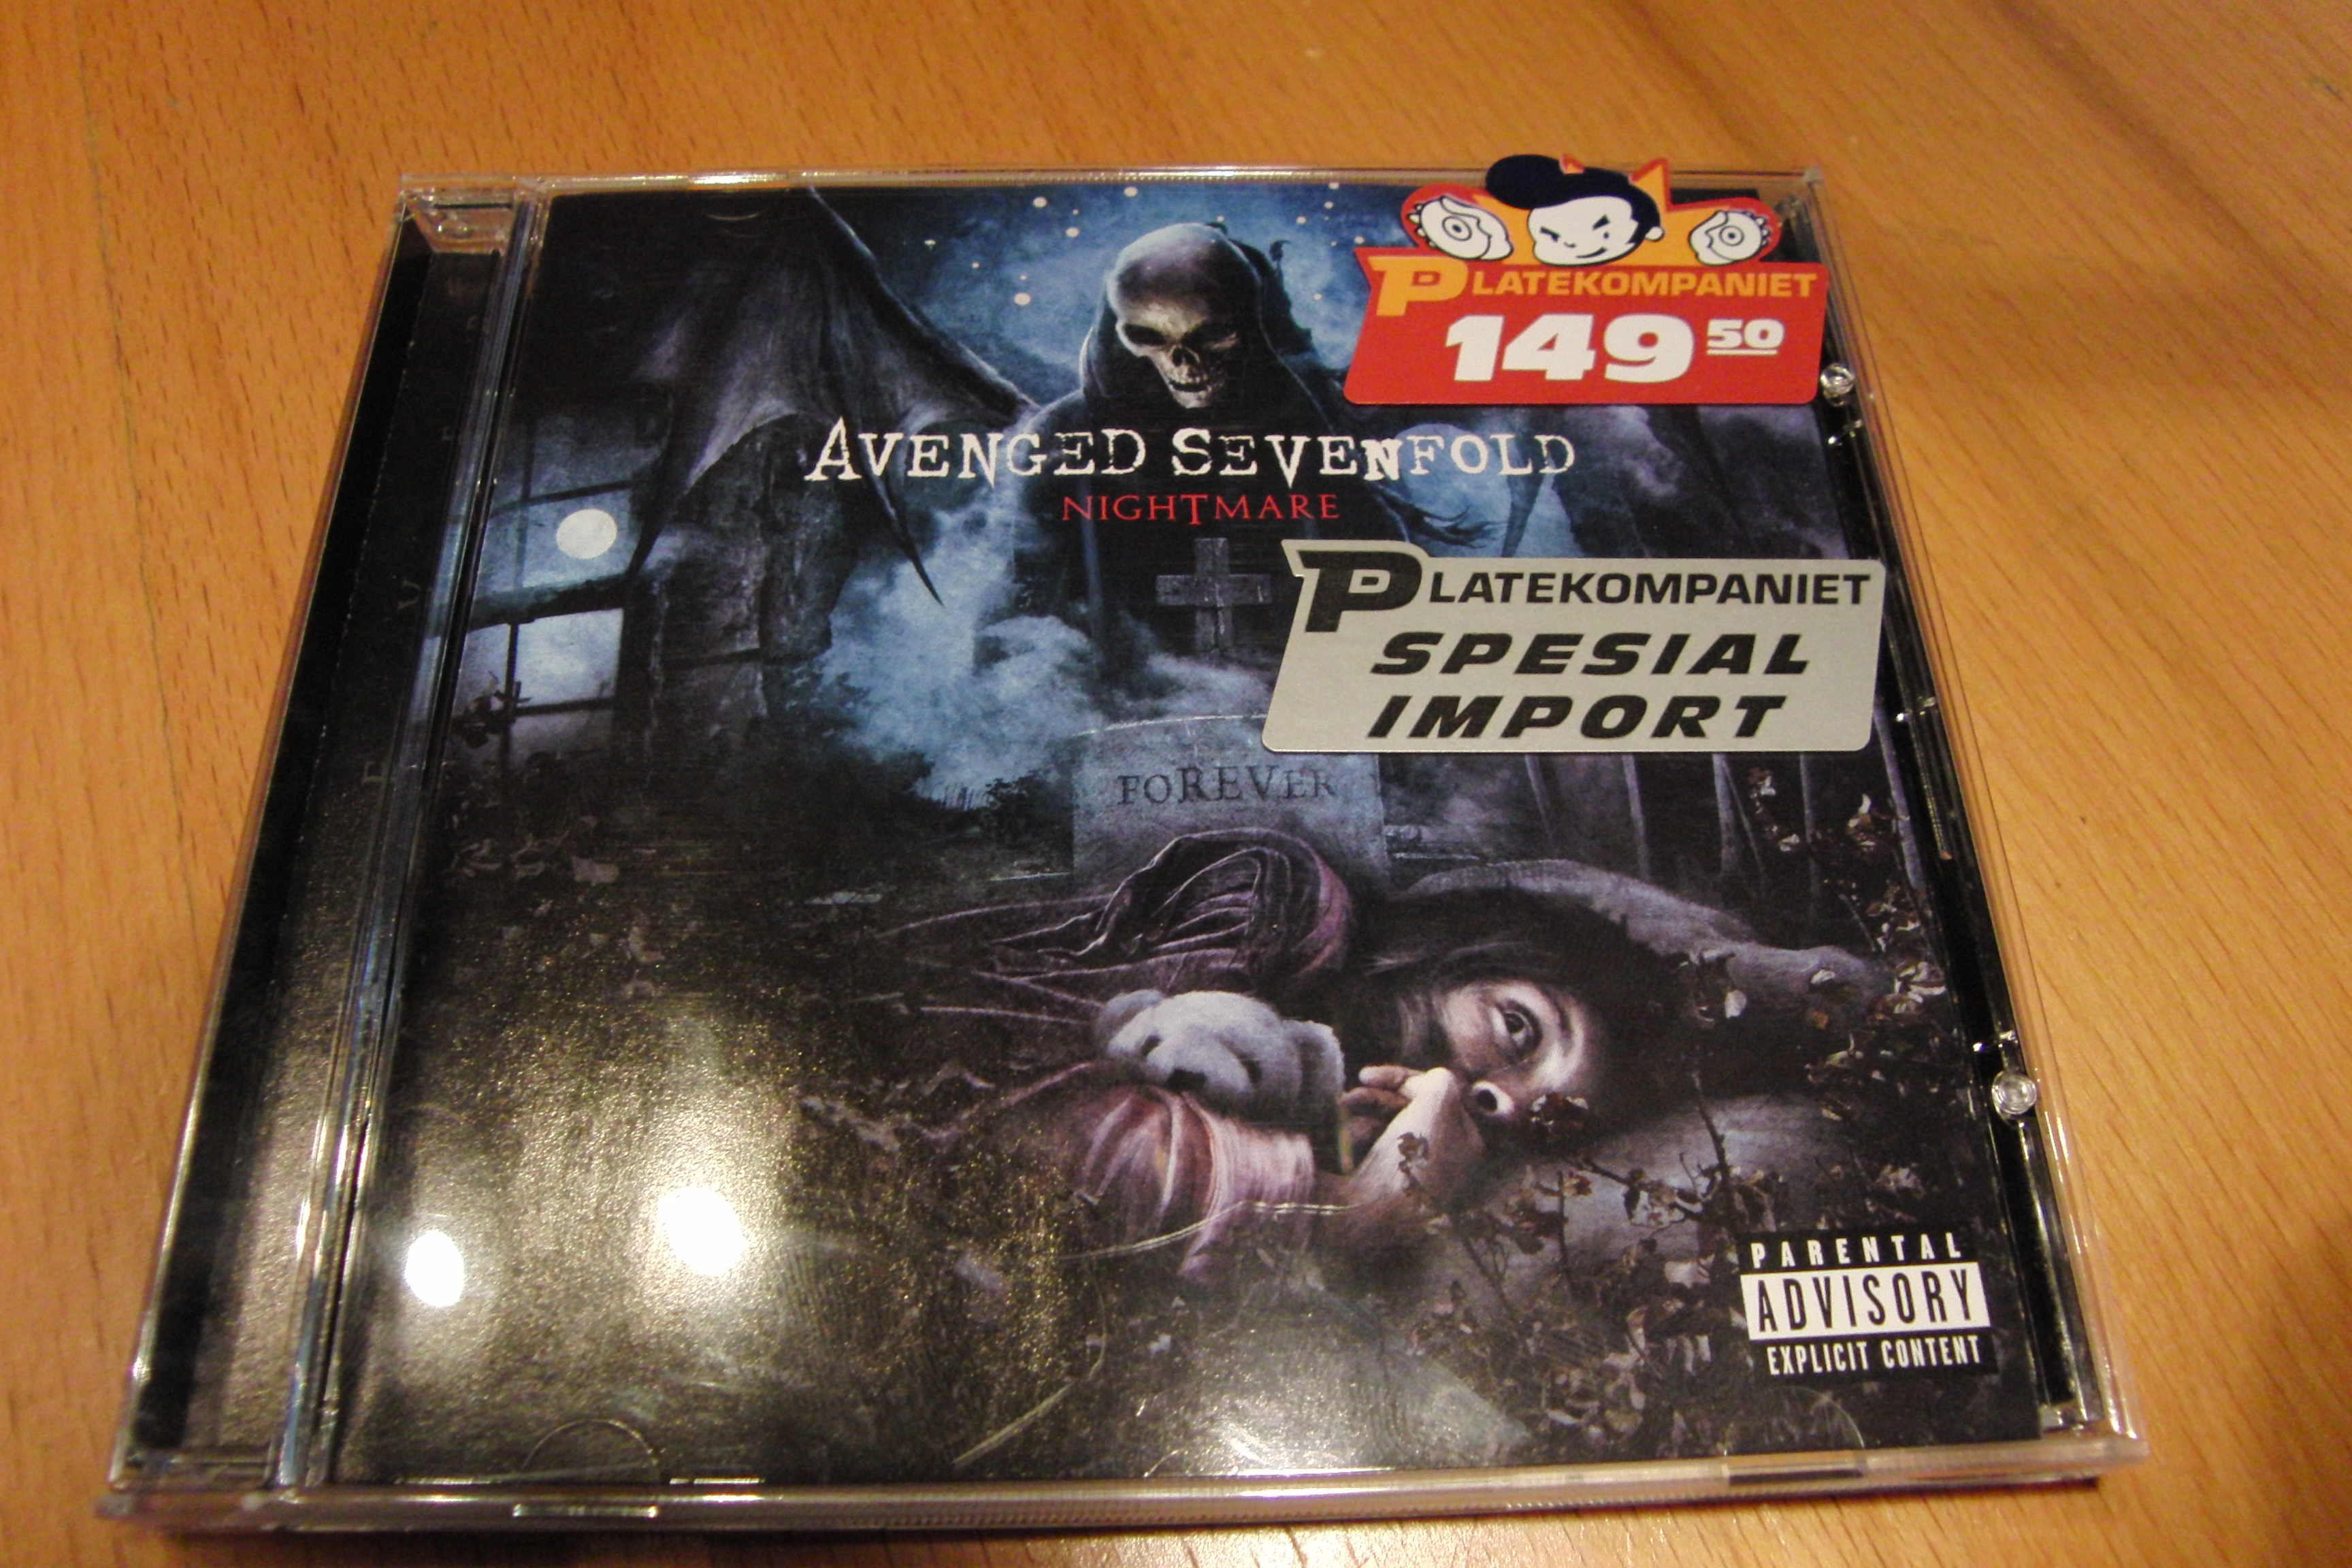 PLATEKOMPANIET
149 50
AVENGED SEVENFOLD
NIGHTMARE
PLATEKOMPANIET
SPESIAL
IMPORT
FOREVER
PARENTAL
ADVISORY
EXPLICIT CONTENT